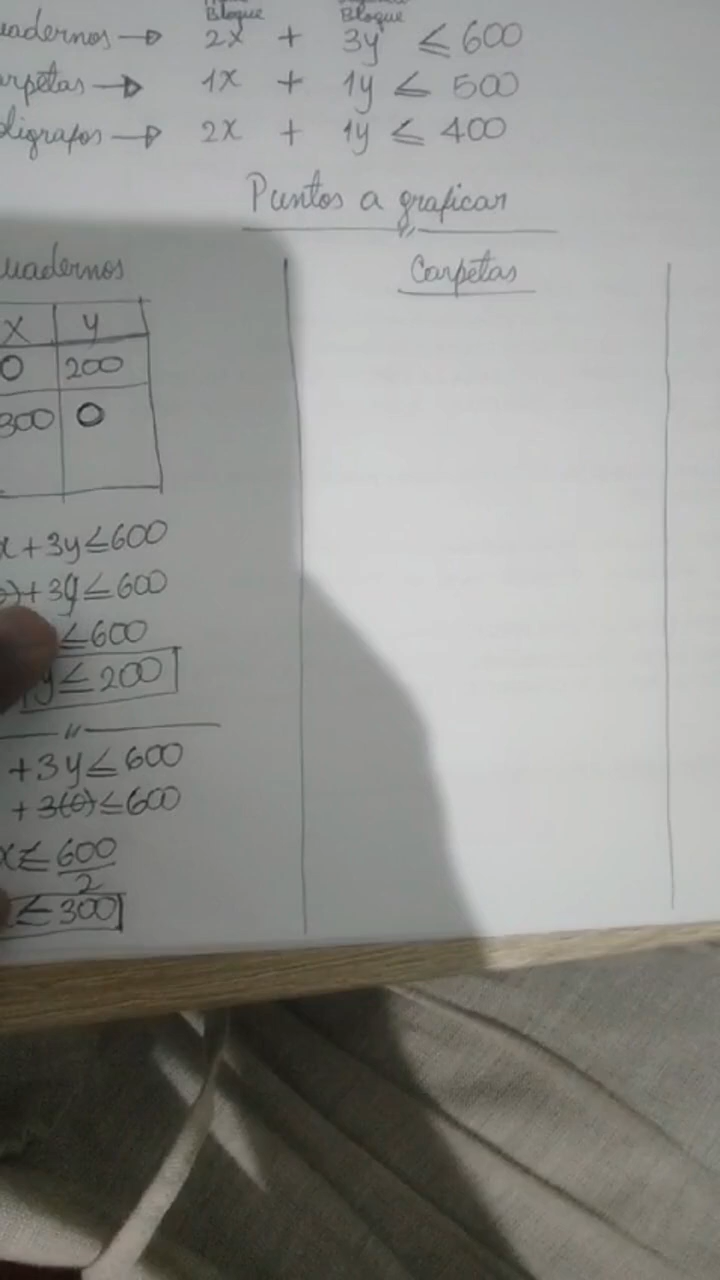 Bloque Bloque
uadernos → 2x + 3y ≤ 600
rpetas → 1x + 1y ≤ 500
olígrafos → 2x + 1y ≤ 400
Puntos a graficar
uadernos
Carpetas
x y
0 200
300 0
x + 3y ≤ 600
)+ 3y ≤ 600
≤ 600
y ≤ 200
+ 3y ≤ 600
+ 3(0) ≤ 600
x ≤ 600
2
≤ 300